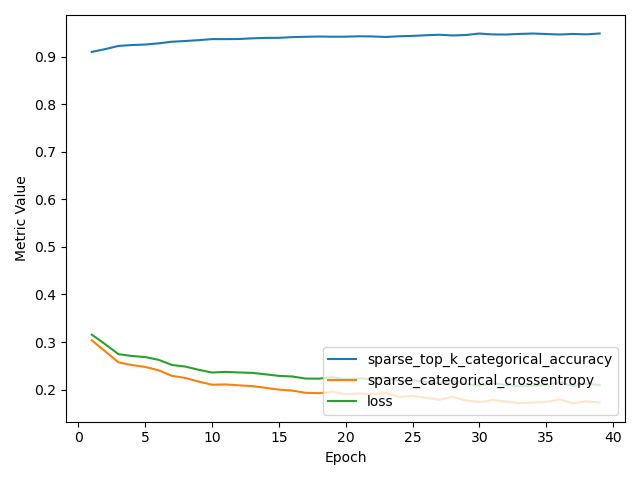 0.9
0.8
0.7
0.6
0.5
0.4
0.3
0.2
Metric Value
sparse_top_k_categorical_accuracy
sparse_categorical_crossentropy
loss
0 5 10 15 20 25 30 35 40
Epoch